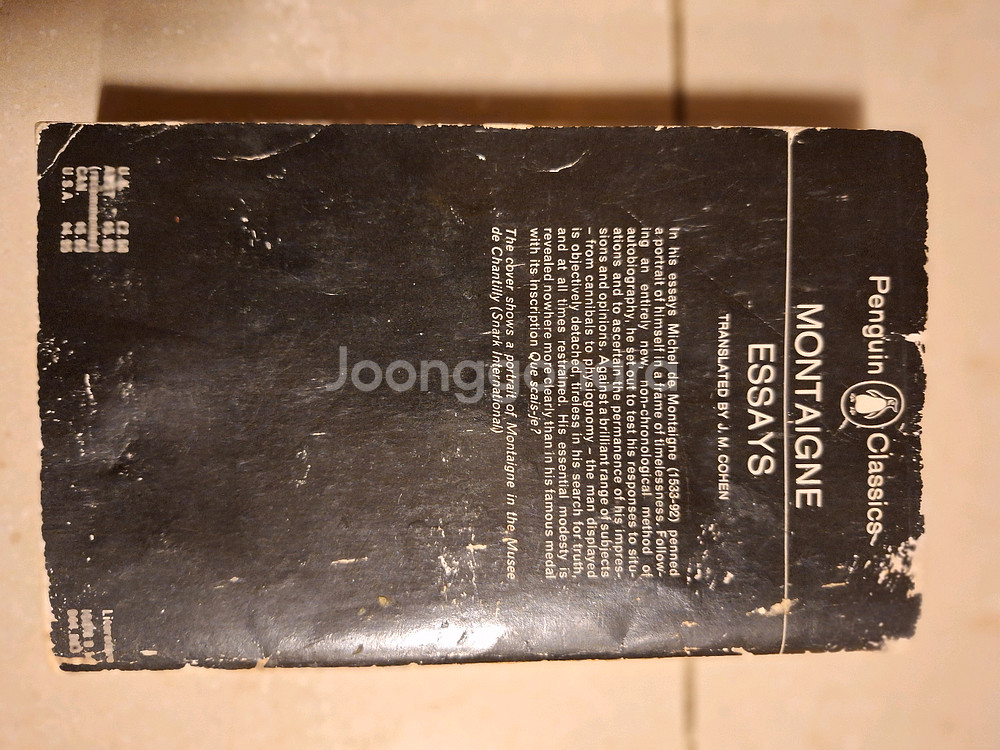 Penguin Classics
MONTAIGNE
ESSAYS
TRANSLATED BY J. M. COHEN
In his essays Michel de Montaigne (1533-92) penned
a portrait of himself in a frame of timelessness. Follow-
ing an entirely new, non-chronological method of
autobiography, he set out to test his responses to situ-
ations and to ascertain the permanence of his impres-
sions and opinions. Against a brilliant range of subjects
– from cannibals to physiognomy – the man displayed
is objectively detached, tireless in his search for truth,
and at all times restrained. His essential modesty is
revealed nowhere more clearly than in his famous medal
with its inscription Que scais-je?
The cover shows a portrait of Montaigne in the Musee
de Chantilly (Snark International)
U.K.
CAN.
U.S.A.